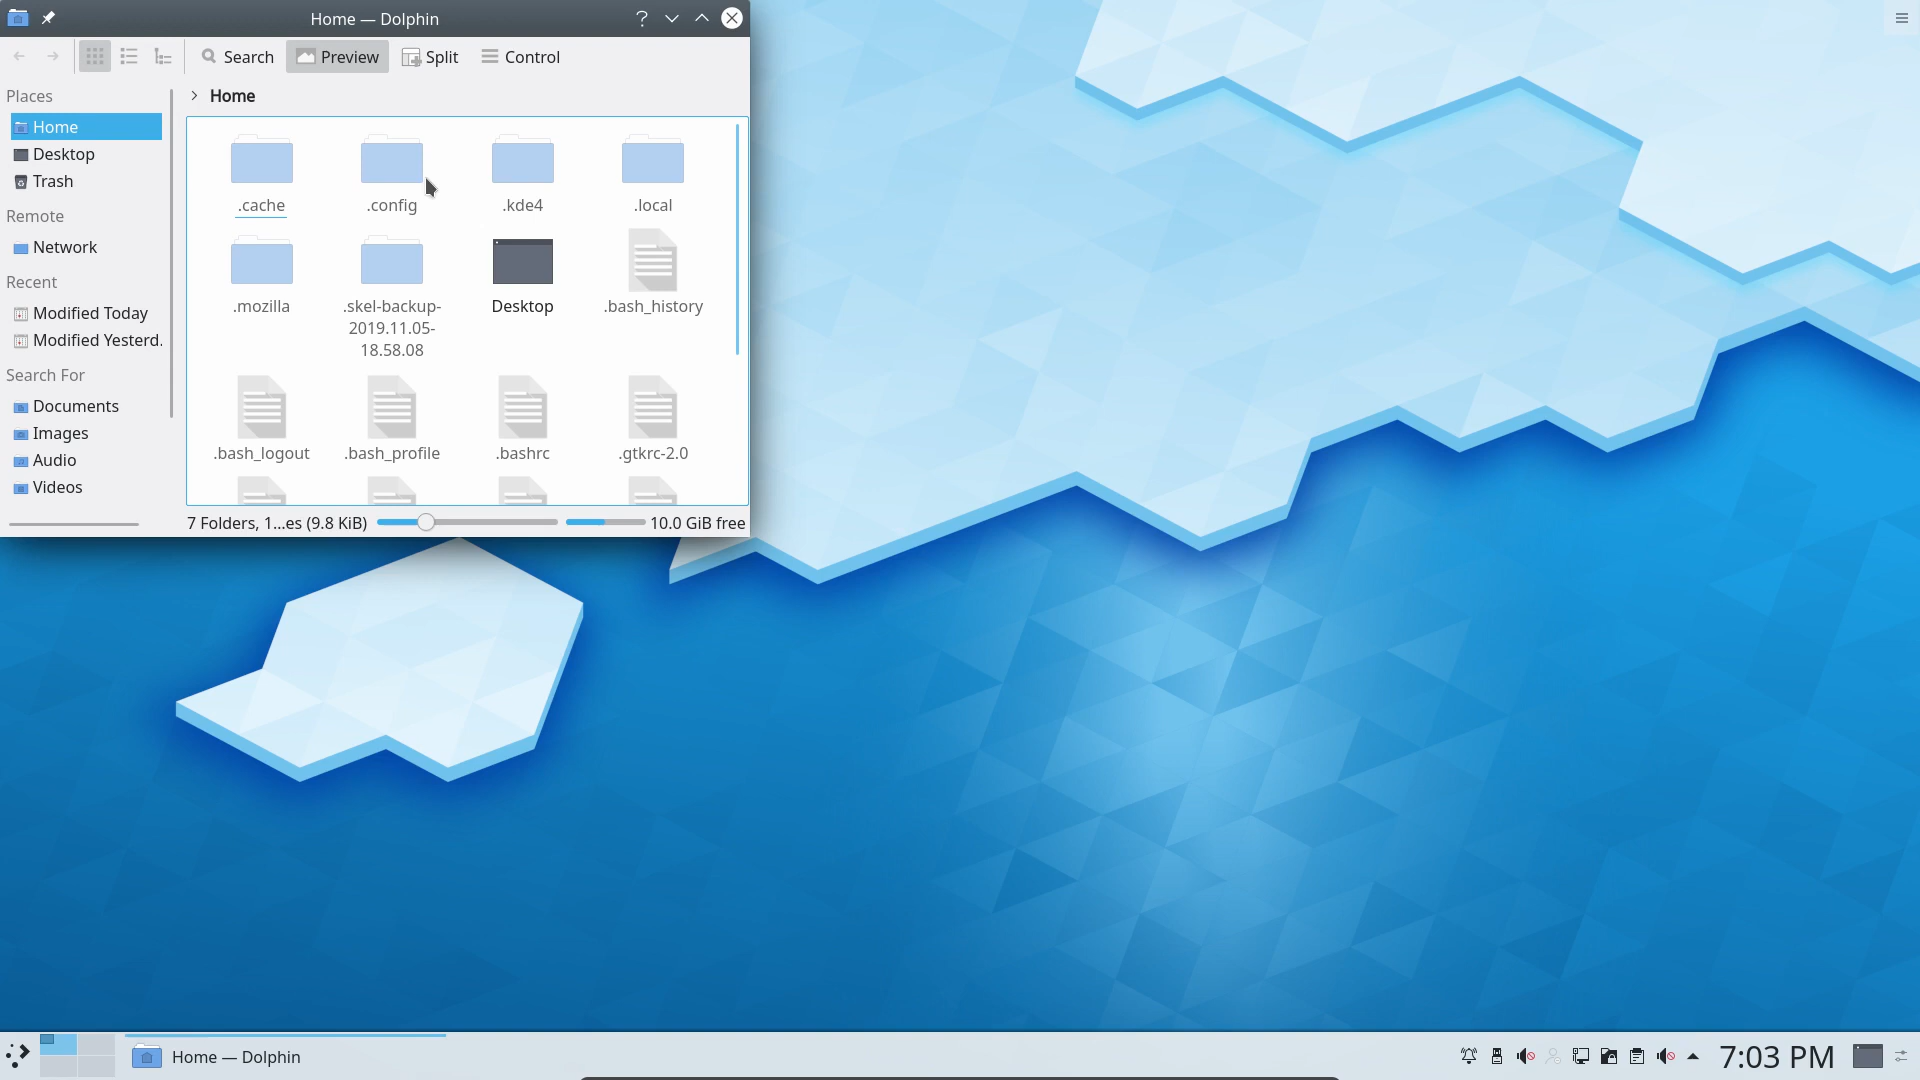 Home — Dolphin
Search
Preview
Split
Control
Places
Home
Desktop
Trash
Remote
Network
Recent
Modified Today
Modified Yesterd.
Search For
Documents
Images
Audio
Videos
Home
.cache
.config
.kde4
.local
.mozilla
.skel-backup-
2019.11.05-
18.58.08
Desktop
.bash_history
.bash_logout
.bash_profile
.bashrc
.gtkrc-2.0
7 Folders, 1...es (9.8 KiB)
10.0 GiB free
Home — Dolphin
7:03 PM